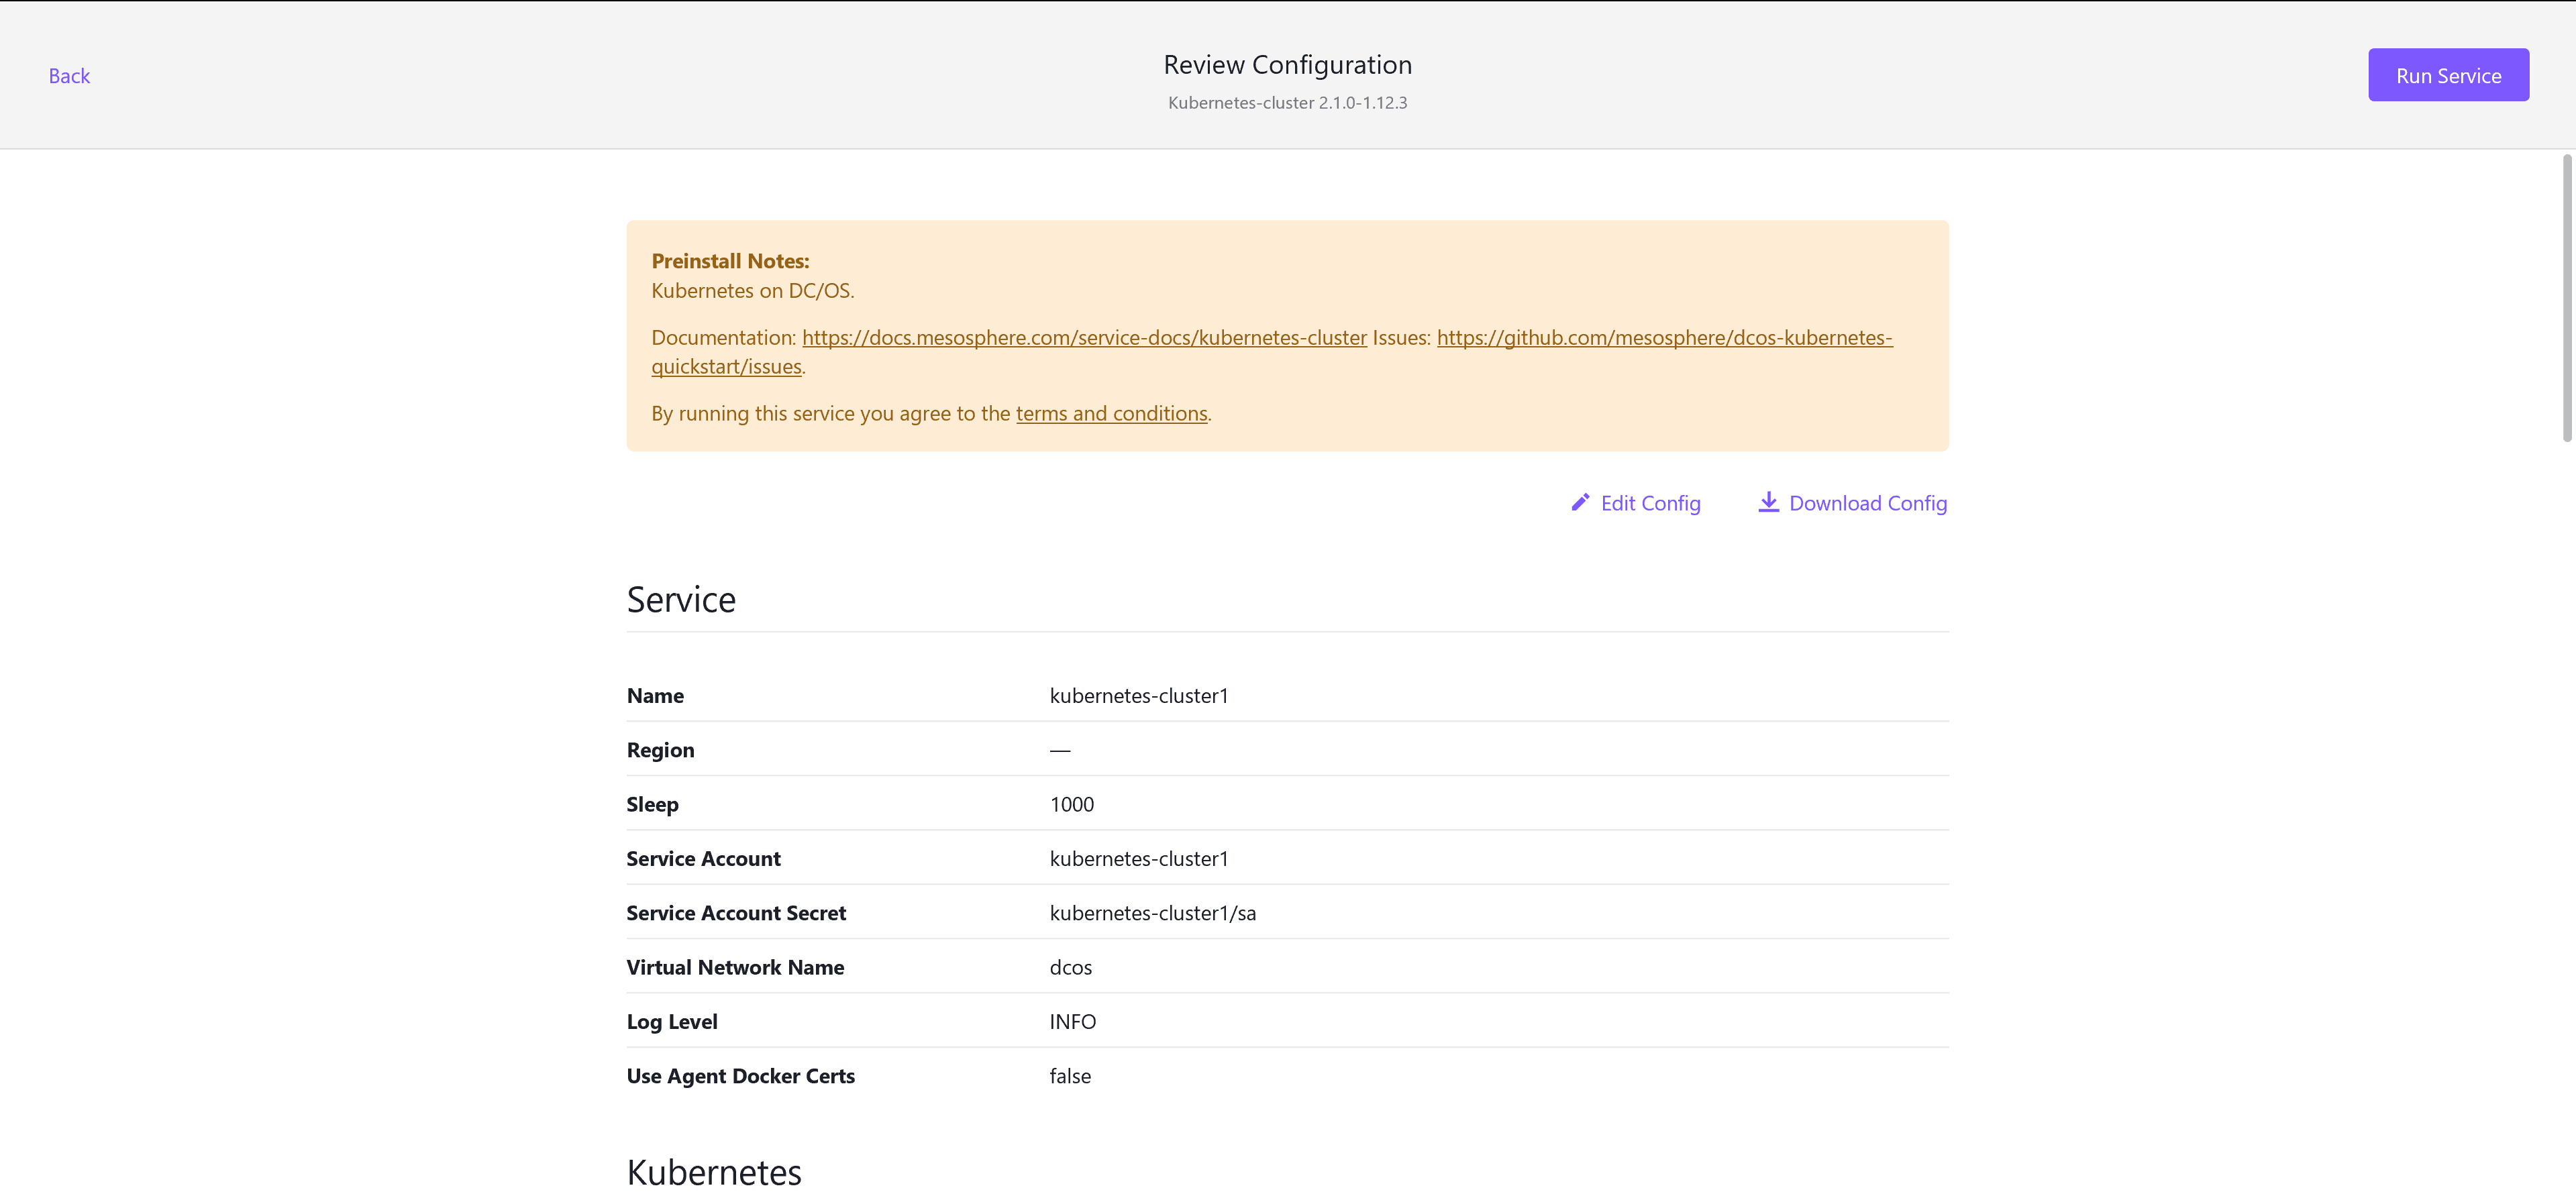 Back
Review Configuration
Kubernetes-cluster 2.1.0-1.12.3
Run Service
Preinstall Notes:
Kubernetes on DC/OS.
Documentation: https://docs.mesosphere.com/service-docs/kubernetes-cluster Issues: https://github.com/mesosphere/dcos-kubernetes-
quickstart/issues.
By running this service you agree to the terms and conditions.
Edit Config
Download Config
Service
Name kubernetes-cluster1
Region —
Sleep 1000
Service Account kubernetes-cluster1
Service Account Secret kubernetes-cluster1/sa
Virtual Network Name dcos
Log Level INFO
Use Agent Docker Certs false
Kubernetes